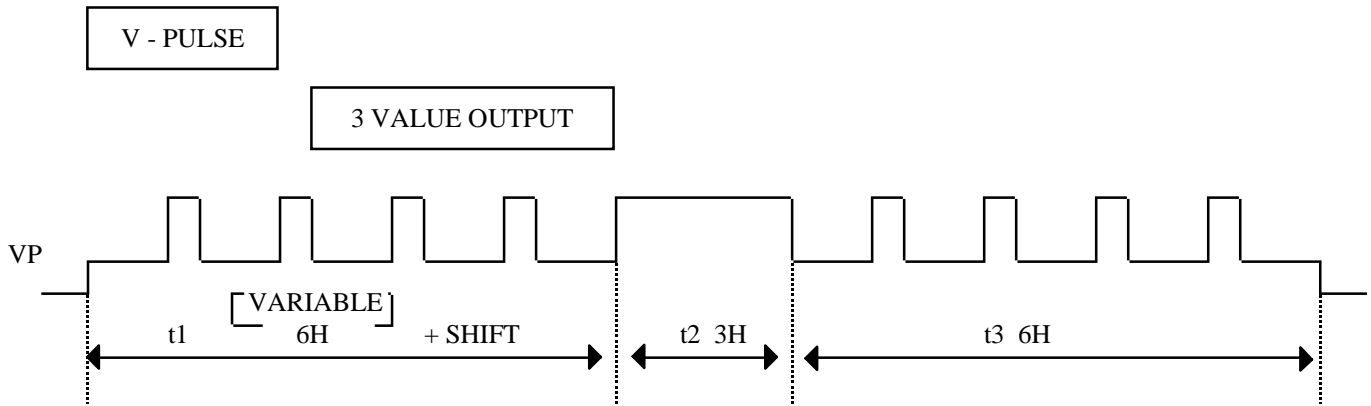 V - PULSE
3 VALUE OUTPUT
VP
VARIABLE
t1 6H + SHIFT t2 3H t3 6H